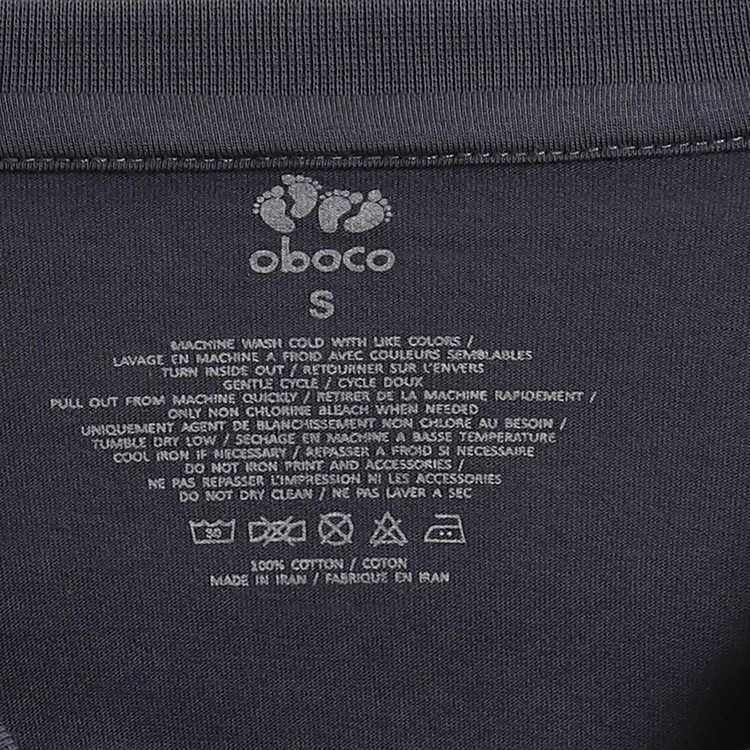 oboco
S
MACHINE WASH COLD WITH LIKE COLORS /
LAVAGE EN MACHINE A FROID AVEC COULEURS SEMBLABLES
TURN INSIDE OUT / RETOURNER SUR L'ENVERS
GENTLE CYCLE / CYCLE DOUX
PULL OUT FROM MACHINE QUICKLY / RETIRER DE LA MACHINE RAPIDEMENT /
ONLY NON CHLORINE BLEACH WHEN NEEDED
UNIQUEMENT AGENT DE BLANCHISSEMENT NON CHLORE AU BESOIN /
TUMBLE DRY LOW / SECHAGE EN MACHINE A BASSE TEMPERATURE
COOL IRON IF NECESSARY / REPASSER A FROID SI NECESSAIRE
DO NOT IRON PRINT AND ACCESSORIES /
NE PAS REPASSER L'IMPRESSION NI LES ACCESSORIES
DO NOT DRY CLEAN / NE PAS LAVER A SEC
30
100% COTTON / COTON
MADE IN IRAN / FABRIQUE EN IRAN